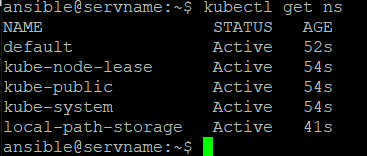 ansible@servname:~$ kubectl get ns
NAME STATUS AGE
default Active 52s
kube-node-lease Active 54s
kube-public Active 54s
kube-system Active 54s
local-path-storage Active 41s
ansible@servname:~$